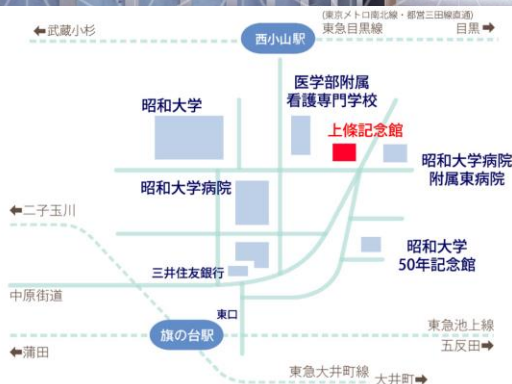 (東京メトロ南北線・都営三田線直通)
←武蔵小杉
西小山駅
東急目黒線
目黒→
医学部附属
看護専門学校
昭和大学
上條記念館
昭和大学病院
附属東病院
昭和大学病院
←二子玉川
昭和大学
50年記念館
三井住友銀行
中原街道
東口
旗の台駅
東急池上線
←蒲田
五反田→
東急大井町線
大井町→